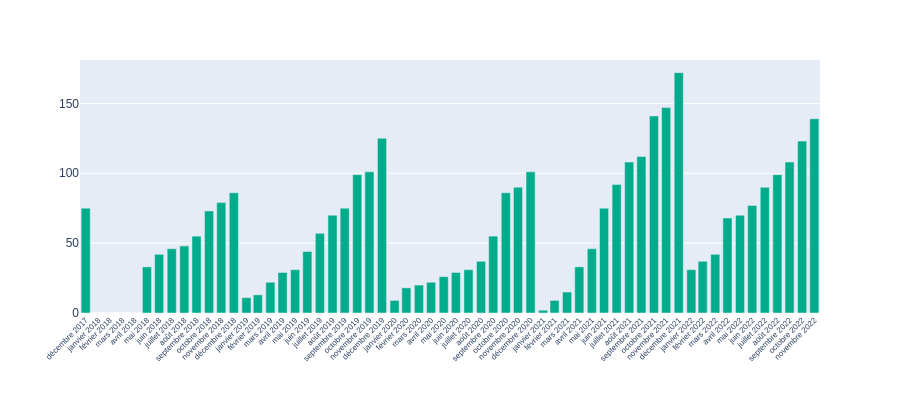 150
100
50
0
décembre 2017
janvier 2018
février 2018
mars 2018
avril 2018
mai 2018
juin 2018
juillet 2018
août 2018
septembre 2018
octobre 2018
novembre 2018
décembre 2018
janvier 2019
février 2019
mars 2019
avril 2019
mai 2019
juin 2019
juillet 2019
août 2019
septembre 2019
octobre 2019
novembre 2019
décembre 2019
janvier 2020
février 2020
mars 2020
avril 2020
mai 2020
juin 2020
juillet 2020
août 2020
septembre 2020
octobre 2020
novembre 2020
décembre 2020
janvier 2021
février 2021
mars 2021
avril 2021
mai 2021
juin 2021
juillet 2021
août 2021
septembre 2021
octobre 2021
novembre 2021
décembre 2021
janvier 2022
février 2022
mars 2022
avril 2022
mai 2022
juin 2022
juillet 2022
août 2022
septembre 2022
octobre 2022
novembre 2022